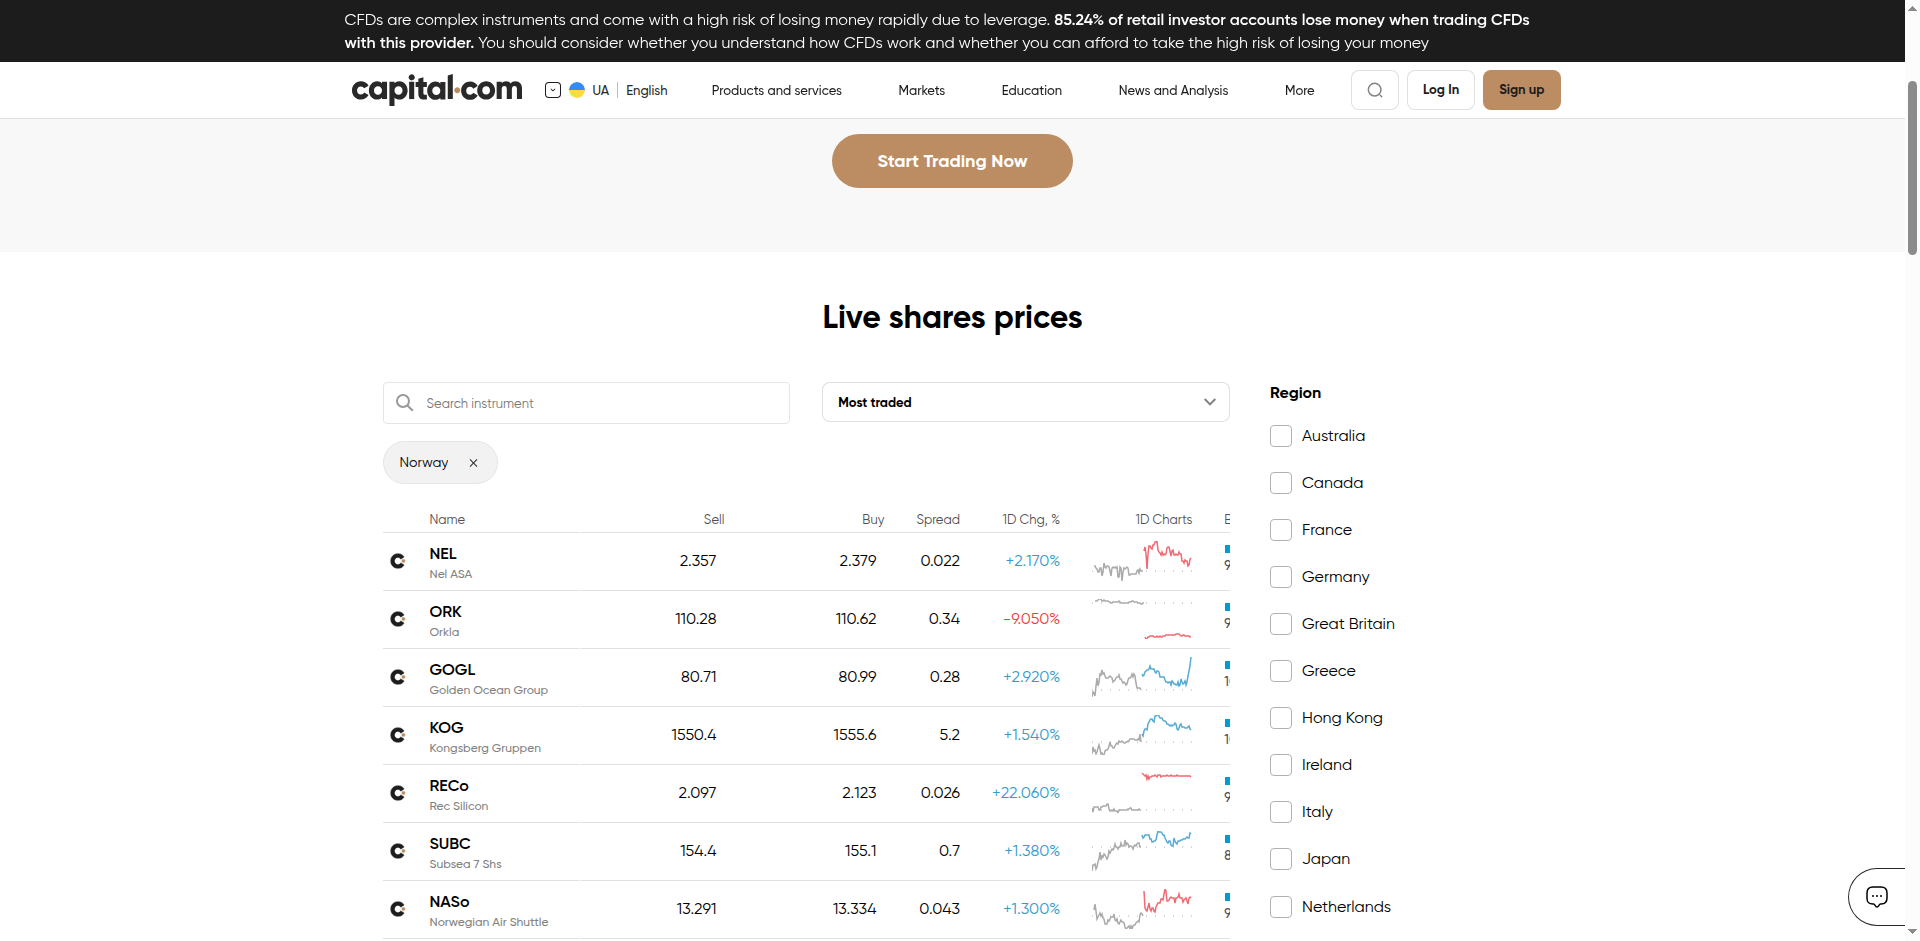 CFDs are complex instruments and come with a high risk of losing money rapidly due to leverage. 85.24% of retail investor accounts lose money when trading CFDs
with this provider. You should consider whether you understand how CFDs work and whether you can afford to take the high risk of losing your money
capital.com UA English Products and services Markets Education News and Analysis More Log In Sign up
Start Trading Now
Live shares prices
Search instrument
Most traded
Norway
Name Sell Buy Spread 1D Chg, % 1D Charts
NEL 2.357 2.379 0.022 +2.170%
Nel ASA
ORK 110.28 110.62 0.34 -9.050%
Orkla
GOGL 80.71 80.99 0.28 +2.920%
Golden Ocean Group
KOG 1550.4 1555.6 5.2 +1.540%
Kongsberg Gruppen
RECo 2.097 2.123 0.026 +22.060%
Rec Silicon
SUBC 154.4 155.1 0.7 +1.380%
Subsea 7 Shs
NASo 13.291 13.334 0.043 +1.300%
Norwegian Air Shuttle
Region
Australia
Canada
France
Germany
Great Britain
Greece
Hong Kong
Ireland
Italy
Japan
Netherlands